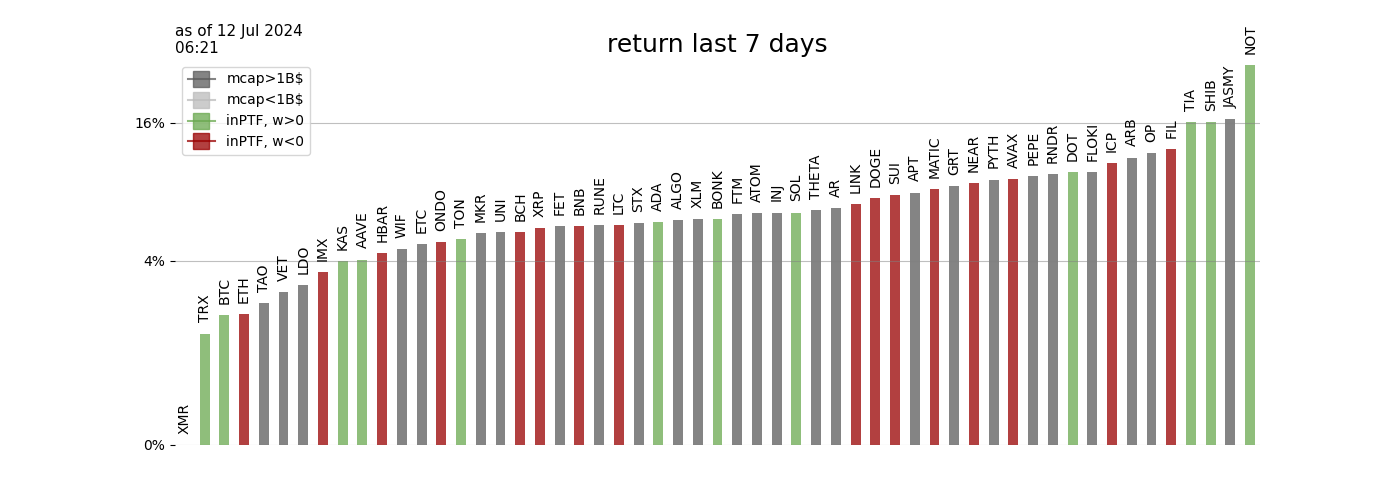 as of 12 Jul 2024
06:21
return last 7 days
mcap>1B$
mcap<1B$
inPTF, w>0
inPTF, w<0
16%
4%
0%
XMR
TRX
BTC
ETH
TAO
VET
LDO
IMX
KAS
AAVE
HBAR
WIF
ETC
ONDO
TON
MKR
UNI
BCH
XRP
FET
BNB
RUNE
LTC
STX
ADA
ALGO
XLM
BONK
FTM
ATOM
INJ
SOL
THETA
AR
LINK
DOGE
SUI
APT
MATIC
GRT
NEAR
PYTH
AVAX
PEPE
RNDR
DOT
FLOKI
ICP
ARB
OP
FIL
TIA
SHIB
JASMY
NOT